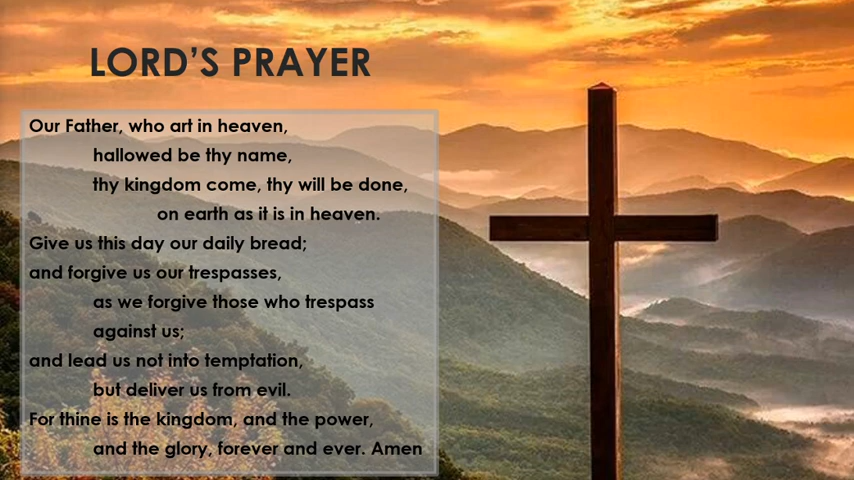 LORD’S PRAYER
Our Father, who art in heaven,
hallowed be thy name,
thy kingdom come, thy will be done,
on earth as it is in heaven.
Give us this day our daily bread;
and forgive us our trespasses,
as we forgive those who trespass
against us;
and lead us not into temptation,
but deliver us from evil.
For thine is the kingdom, and the power,
and the glory, forever and ever. Amen